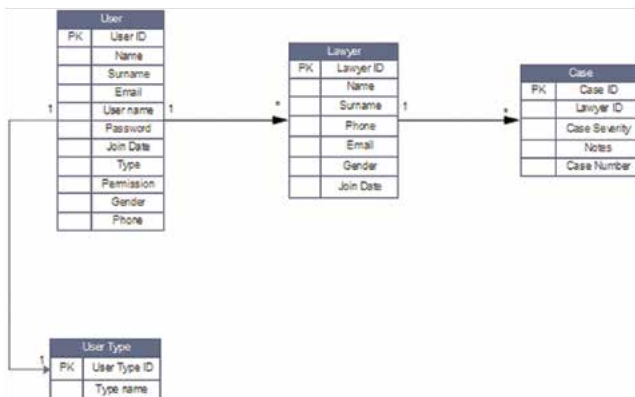 User
PK User ID
Name
Surname
Email
1 User name 1
Password *
Join Date
Type
Permission
Gender
Phone
Lawyer
PK Lawyer ID
Name
Surname 1
Phone
Email
Gender
Join Date
Case
PK Case ID
Lawyer ID
* Case Severity
Notes
Case Number
User Type
1 PK User Type ID
Type name